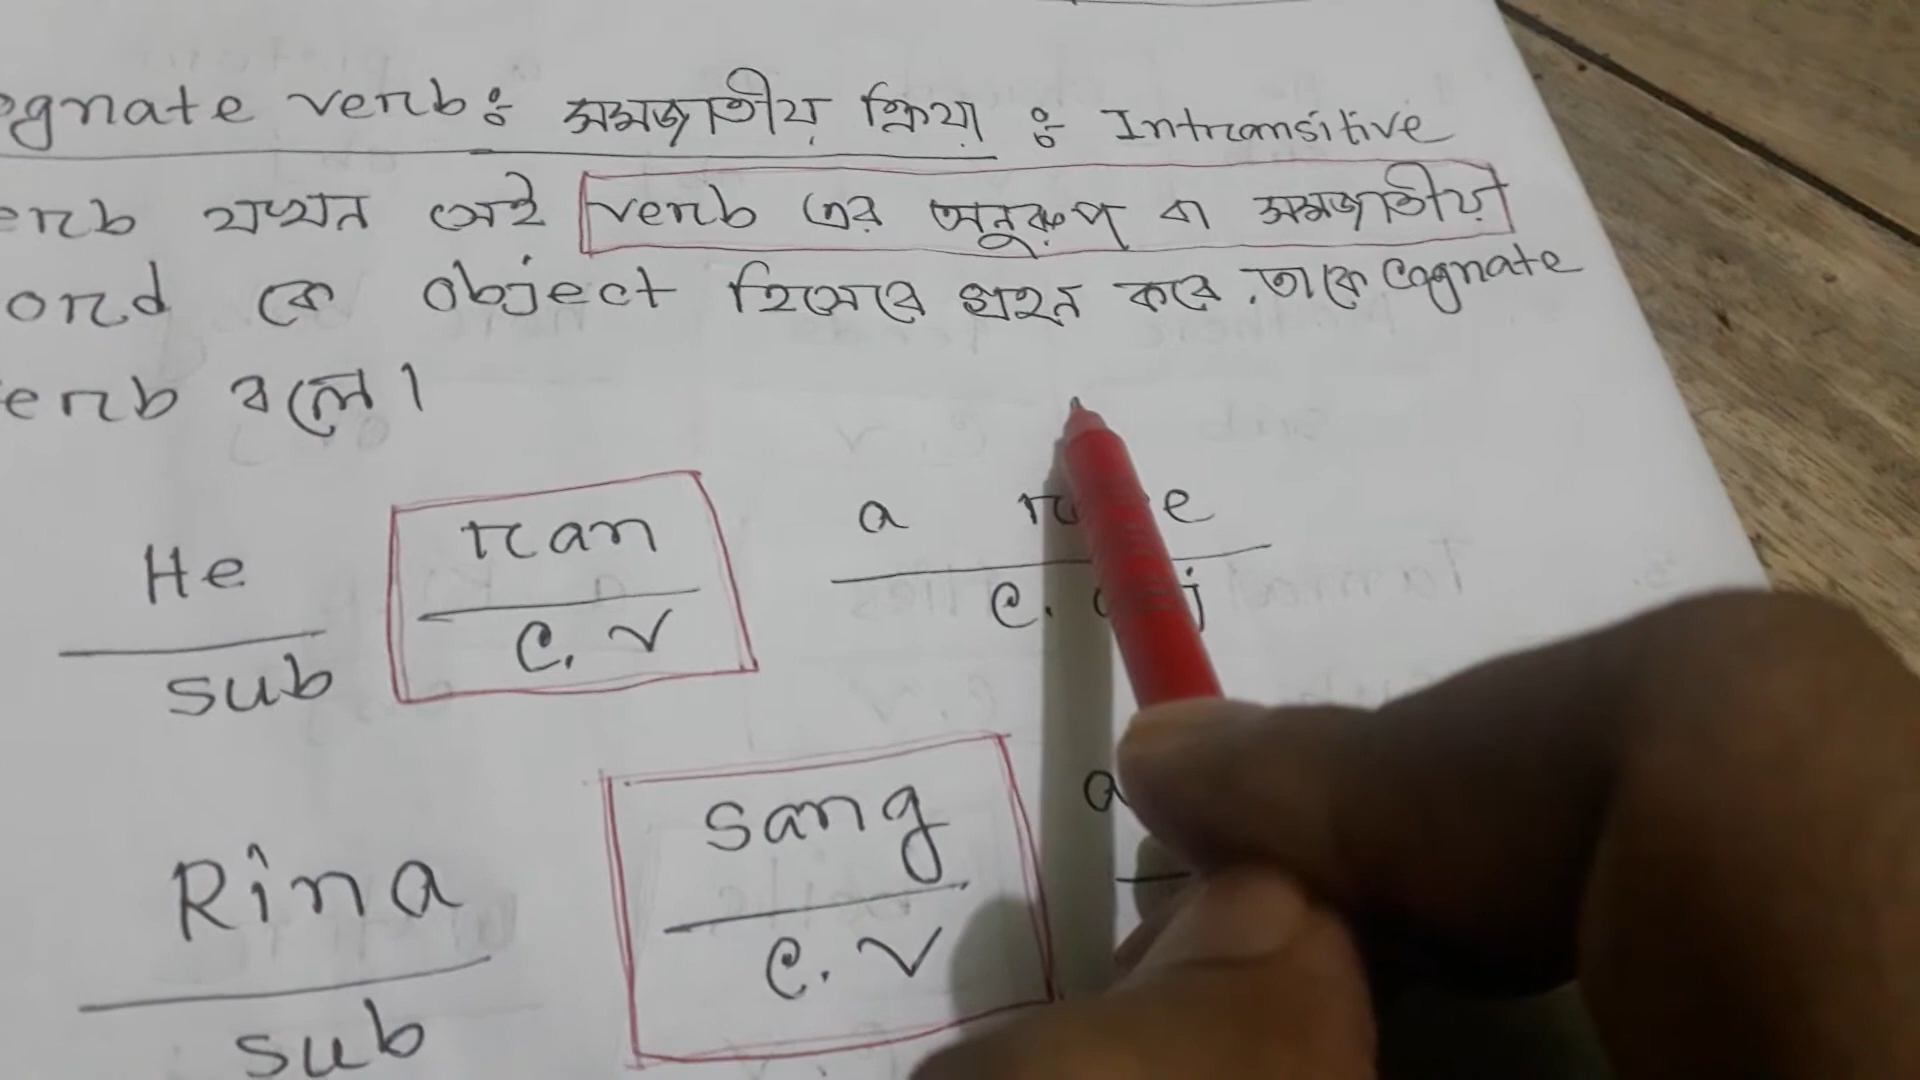 ognate verb ঃ সমজাতীয় ক্রিয়া ঃ Intransitive
erb যখন সেই verb এর অনুরূপ বা সমজাতীয়
ord কে object হিসেবে গ্রহন করে, তাকে Cognate
erb বলে।
He ran a
sub C. V C.
Rina sang a
sub C. V